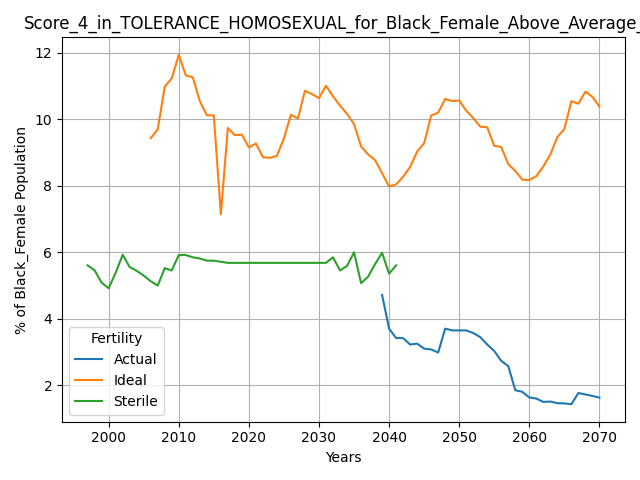 Score_4_in_TOLERANCE_HOMOSEXUAL_for_Black_Female_Above_Average_
12
10
8
6
4
2
% of Black_Female Population
Fertility
Actual
Ideal
Sterile
2000 2010 2020 2030 2040 2050 2060 2070
Years